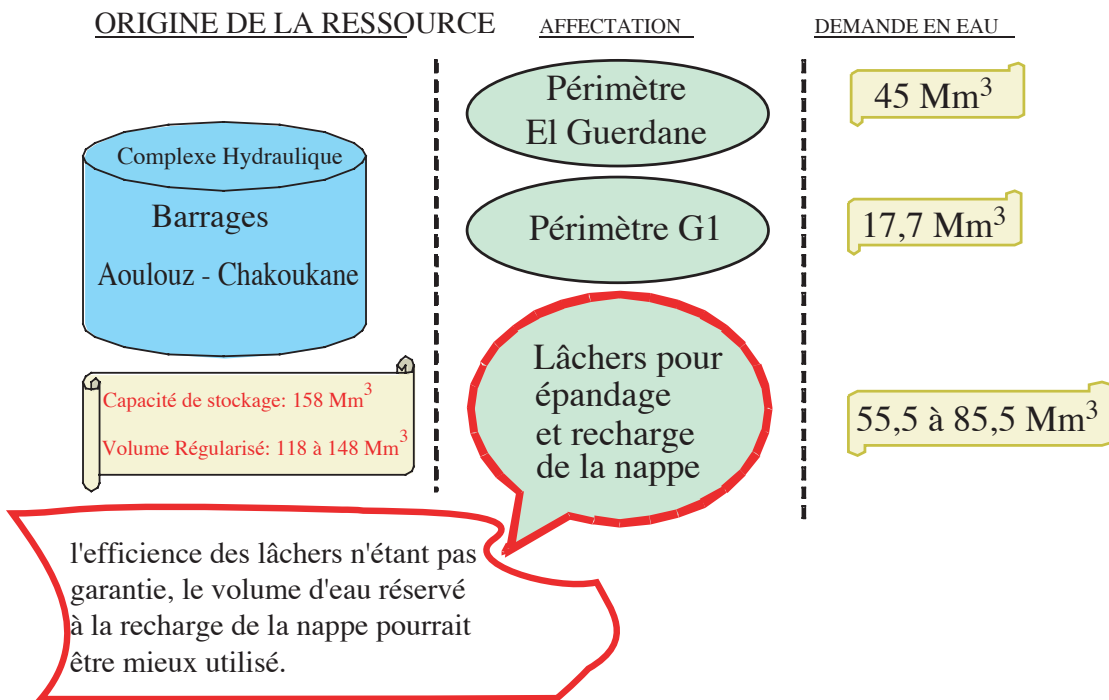 ORIGINE DE LA RESSOURCE
AFFECTATION
DEMANDE EN EAU
Complexe Hydraulique
Barrages
Aoulouz - Chakoukane
Capacité de stockage: 158 Mm³
Volume Régularisé: 118 à 148 Mm³
Périmètre
El Guerdane
45 Mm³
Périmètre G1
17,7 Mm³
Lâchers pour
épandage
et recharge
de la nappe
55,5 à 85,5 Mm³
l'efficience des lâchers n'étant pas
garantie, le volume d'eau réservé
à la recharge de la nappe pourrait
être mieux utilisé.